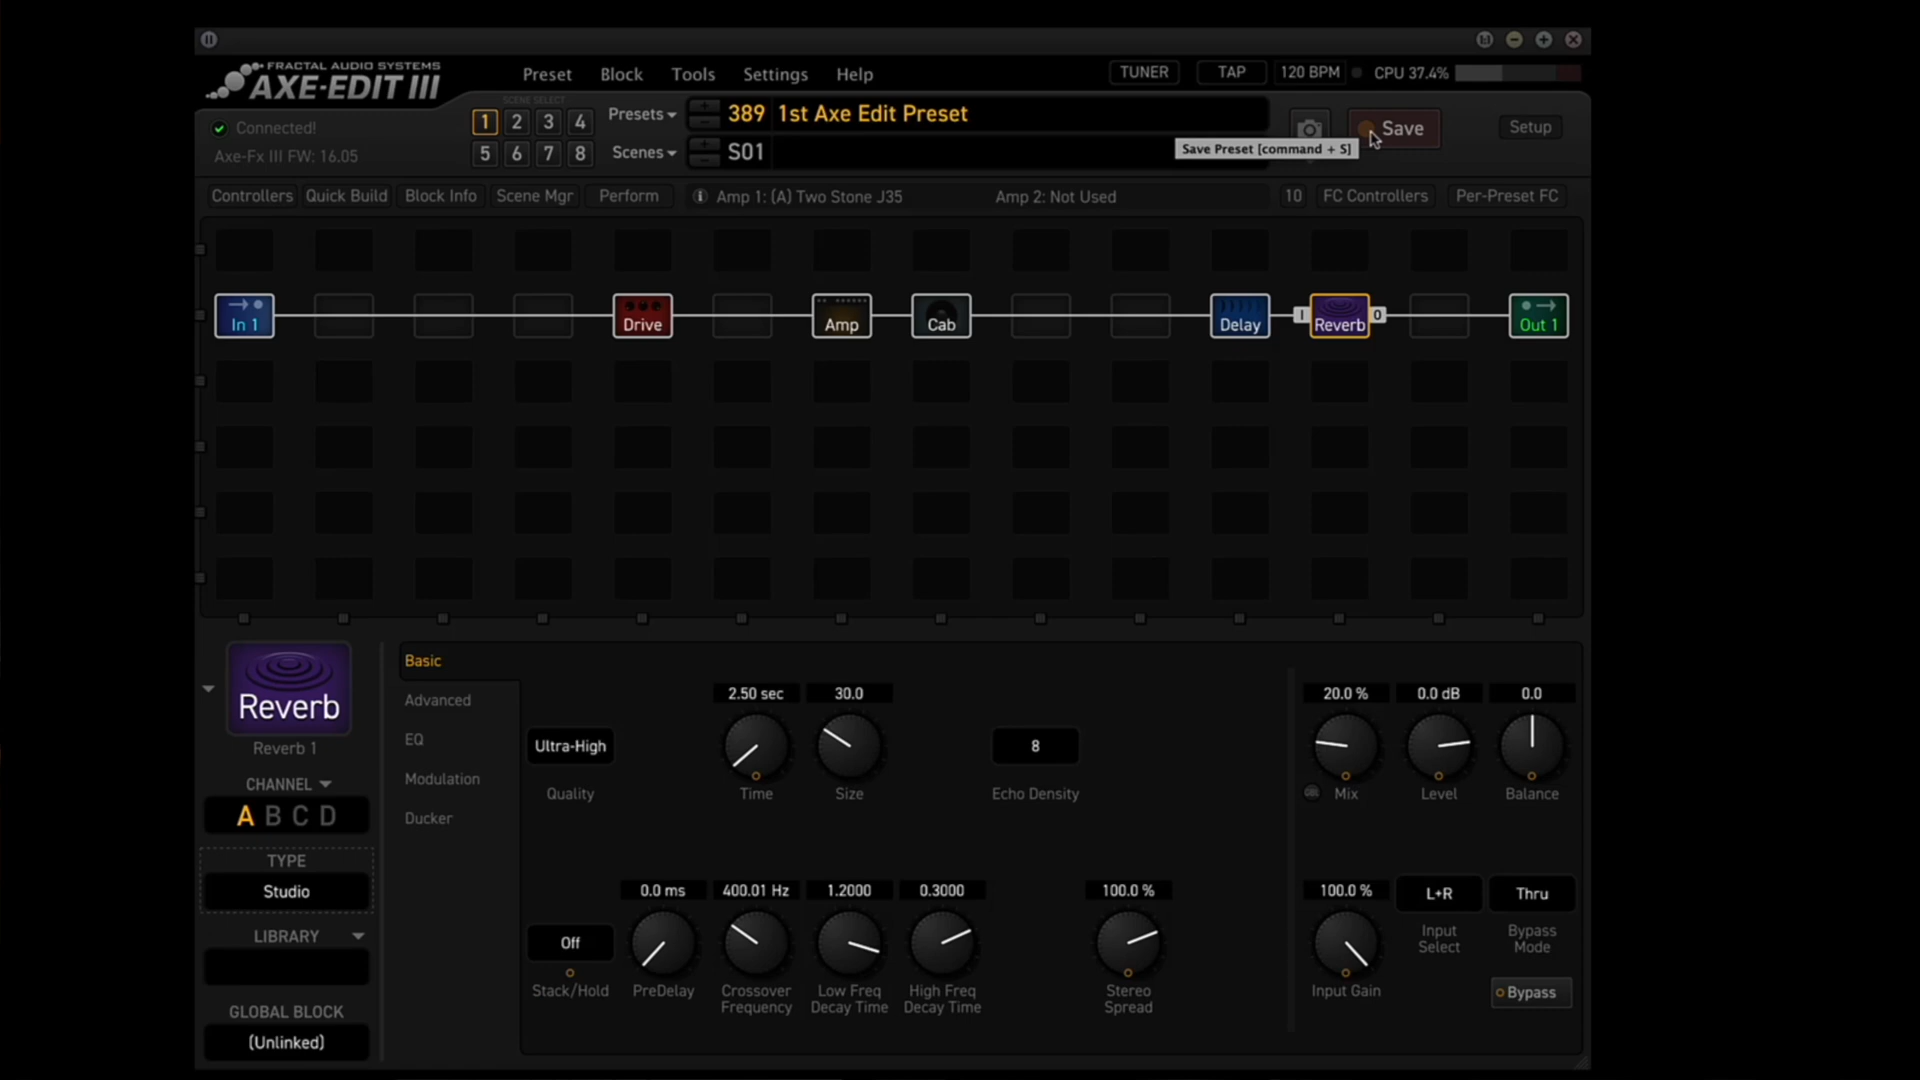 FRACTAL AUDIO SYSTEMS
AXE-EDIT III
Preset Block Tools Settings Help
TUNER TAP 120 BPM CPU 37.4%
SCENE SELECT
1 2 3 4
5 6 7 8
Presets
389 1st Axe Edit Preset
Scenes
S01
Connected!
Axe-Fx III FW: 16.05
Save
Save Preset [command + S]
Setup
Controllers Quick Build Block Info Scene Mgr Perform
Amp 1: (A) Two Stone J35 Amp 2: Not Used
10 FC Controllers Per-Preset FC
In 1 Drive Amp Cab Delay I Reverb O Out 1
Reverb
Reverb 1
CHANNEL
A B C D
TYPE
Studio
LIBRARY
GLOBAL BLOCK
(Unlinked)
Basic
Advanced
EQ
Modulation
Ducker
2.50 sec 30.0 20.0 % 0.0 dB 0.0
Ultra-High 8
Quality Time Size Echo Density Mix Level Balance
0.0 ms 400.01 Hz 1.2000 0.3000 100.0 % 100.0 % L+R Thru
Off
Stack/Hold PreDelay Crossover Frequency Low Freq Decay Time High Freq Decay Time Stereo Spread Input Gain
Input Select
Bypass Mode
Bypass